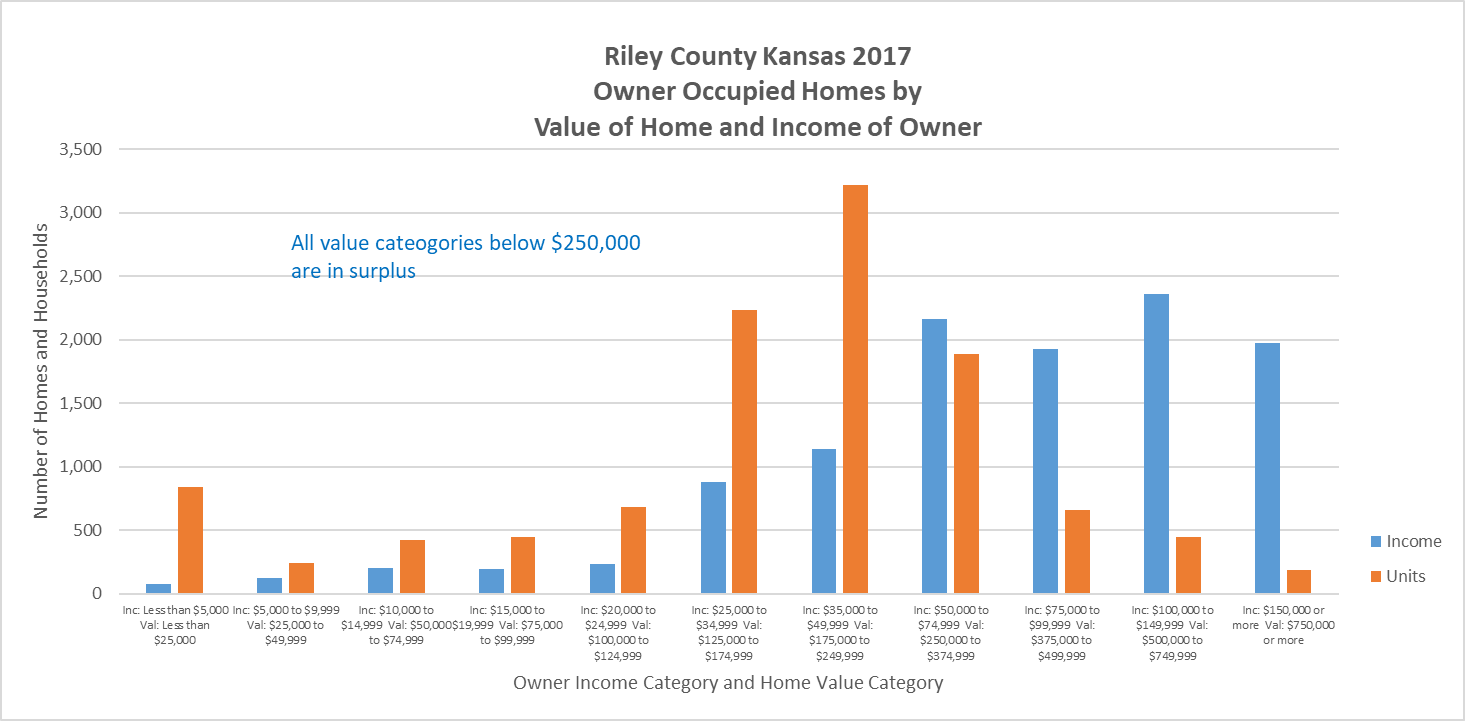 Riley County Kansas 2017
Owner Occupied Homes by
Value of Home and Income of Owner
3,500
3,000
2,500
2,000
1,500
1,000
500
0
Number of Homes and Households
All value cateogories below $250,000
are in surplus
Inc: Less than $5,000
Val: Less than
$25,000
Inc: $5,000 to $9,999
Val: $25,000 to
$49,999
Inc: $10,000 to
$14,999 Val: $50,000
to $74,999
Inc: $15,000 to
$19,999 Val: $75,000
to $99,999
Inc: $20,000 to
$24,999 Val:
$100,000 to
$124,999
Inc: $25,000 to
$34,999 Val:
$125,000 to
$174,999
Inc: $35,000 to
$49,999 Val:
$175,000 to
$249,999
Inc: $50,000 to
$74,999 Val:
$250,000 to
$374,999
Inc: $75,000 to
$99,999 Val:
$375,000 to
$499,999
Inc: $100,000 to
$149,999 Val:
$500,000 to
$749,999
Inc: $150,000 or
more Val: $750,000
or more
Owner Income Category and Home Value Category
Income
Units